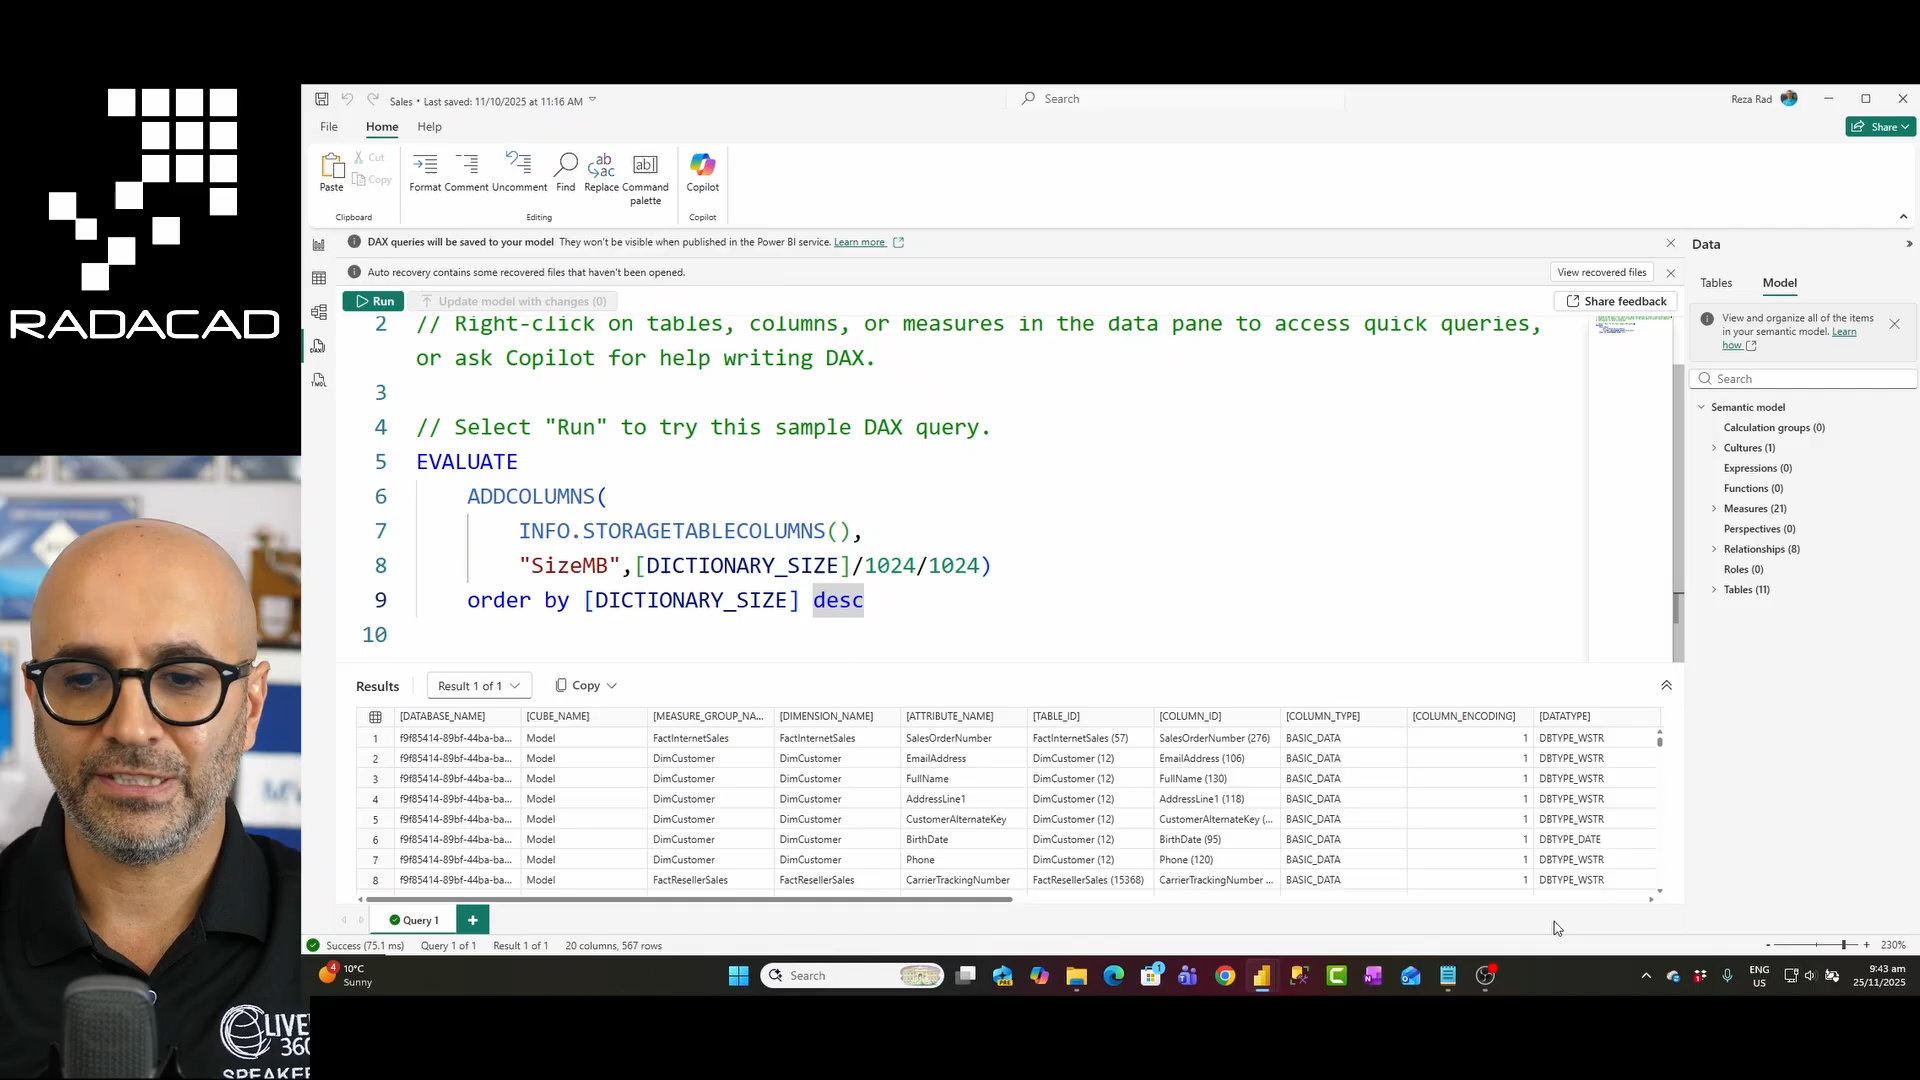 RADACAD
LIVE
360
SPEAKER
Sales • Last saved: 11/10/2025 at 11:16 AM
Search
Reza Rad
File
Home
Help
Share
Paste
Cut
Copy
Format
Comment
Uncomment
Find
Replace
Command palette
Copilot
Clipboard
Editing
Copilot
DAX queries will be saved to your model They won't be visible when published in the Power BI service. Learn more
Auto recovery contains some recovered files that haven't been opened.
View recovered files
Run
Update model with changes (0)
Share feedback
2 // Right-click on tables, columns, or measures in the data pane to access quick queries,
or ask Copilot for help writing DAX.
3
4 // Select "Run" to try this sample DAX query.
5 EVALUATE
6 ADDCOLUMNS(
7 INFO.STORAGETABLECOLUMNS(),
8 "SizeMB",[DICTIONARY_SIZE]/1024/1024)
9 order by [DICTIONARY_SIZE] desc
10
Data
Tables
Model
View and organize all of the items
in your semantic model. Learn
how
Search
Semantic model
Calculation groups (0)
Cultures (1)
Expressions (0)
Functions (0)
Measures (21)
Perspectives (0)
Relationships (8)
Roles (0)
Tables (11)
Results
Result 1 of 1
Copy
[DATABASE_NAME] [CUBE_NAME] [MEASURE_GROUP_NA... [DIMENSION_NAME] [ATTRIBUTE_NAME] [TABLE_ID] [COLUMN_ID] [COLUMN_TYPE] [COLUMN_ENCODING] [DATATYPE]
1 f9f85414-89bf-44ba-ba... Model FactInternetSales FactInternetSales SalesOrderNumber FactInternetSales (57) SalesOrderNumber (276) BASIC_DATA 1 DBTYPE_WSTR
2 f9f85414-89bf-44ba-ba... Model DimCustomer DimCustomer EmailAddress DimCustomer (12) EmailAddress (106) BASIC_DATA 1 DBTYPE_WSTR
3 f9f85414-89bf-44ba-ba... Model DimCustomer DimCustomer FullName DimCustomer (12) FullName (130) BASIC_DATA 1 DBTYPE_WSTR
4 f9f85414-89bf-44ba-ba... Model DimCustomer DimCustomer AddressLine1 DimCustomer (12) AddressLine1 (118) BASIC_DATA 1 DBTYPE_WSTR
5 f9f85414-89bf-44ba-ba... Model DimCustomer DimCustomer CustomerAlternateKey DimCustomer (12) CustomerAlternateKey (... BASIC_DATA 1 DBTYPE_WSTR
6 f9f85414-89bf-44ba-ba... Model DimCustomer DimCustomer BirthDate DimCustomer (12) BirthDate (95) BASIC_DATA 1 DBTYPE_DATE
7 f9f85414-89bf-44ba-ba... Model DimCustomer DimCustomer Phone DimCustomer (12) Phone (120) BASIC_DATA 1 DBTYPE_WSTR
8 f9f85414-89bf-44ba-ba... Model FactResellerSales FactResellerSales CarrierTrackingNumber FactResellerSales (15368) CarrierTrackingNumber ... BASIC_DATA 1 DBTYPE_WSTR
Query 1
+
Success (75.1 ms) Query 1 of 1 Result 1 of 1 20 columns, 567 rows
230%
4
10°C
Sunny
Search
ENG
US
9:43 am
25/11/2025